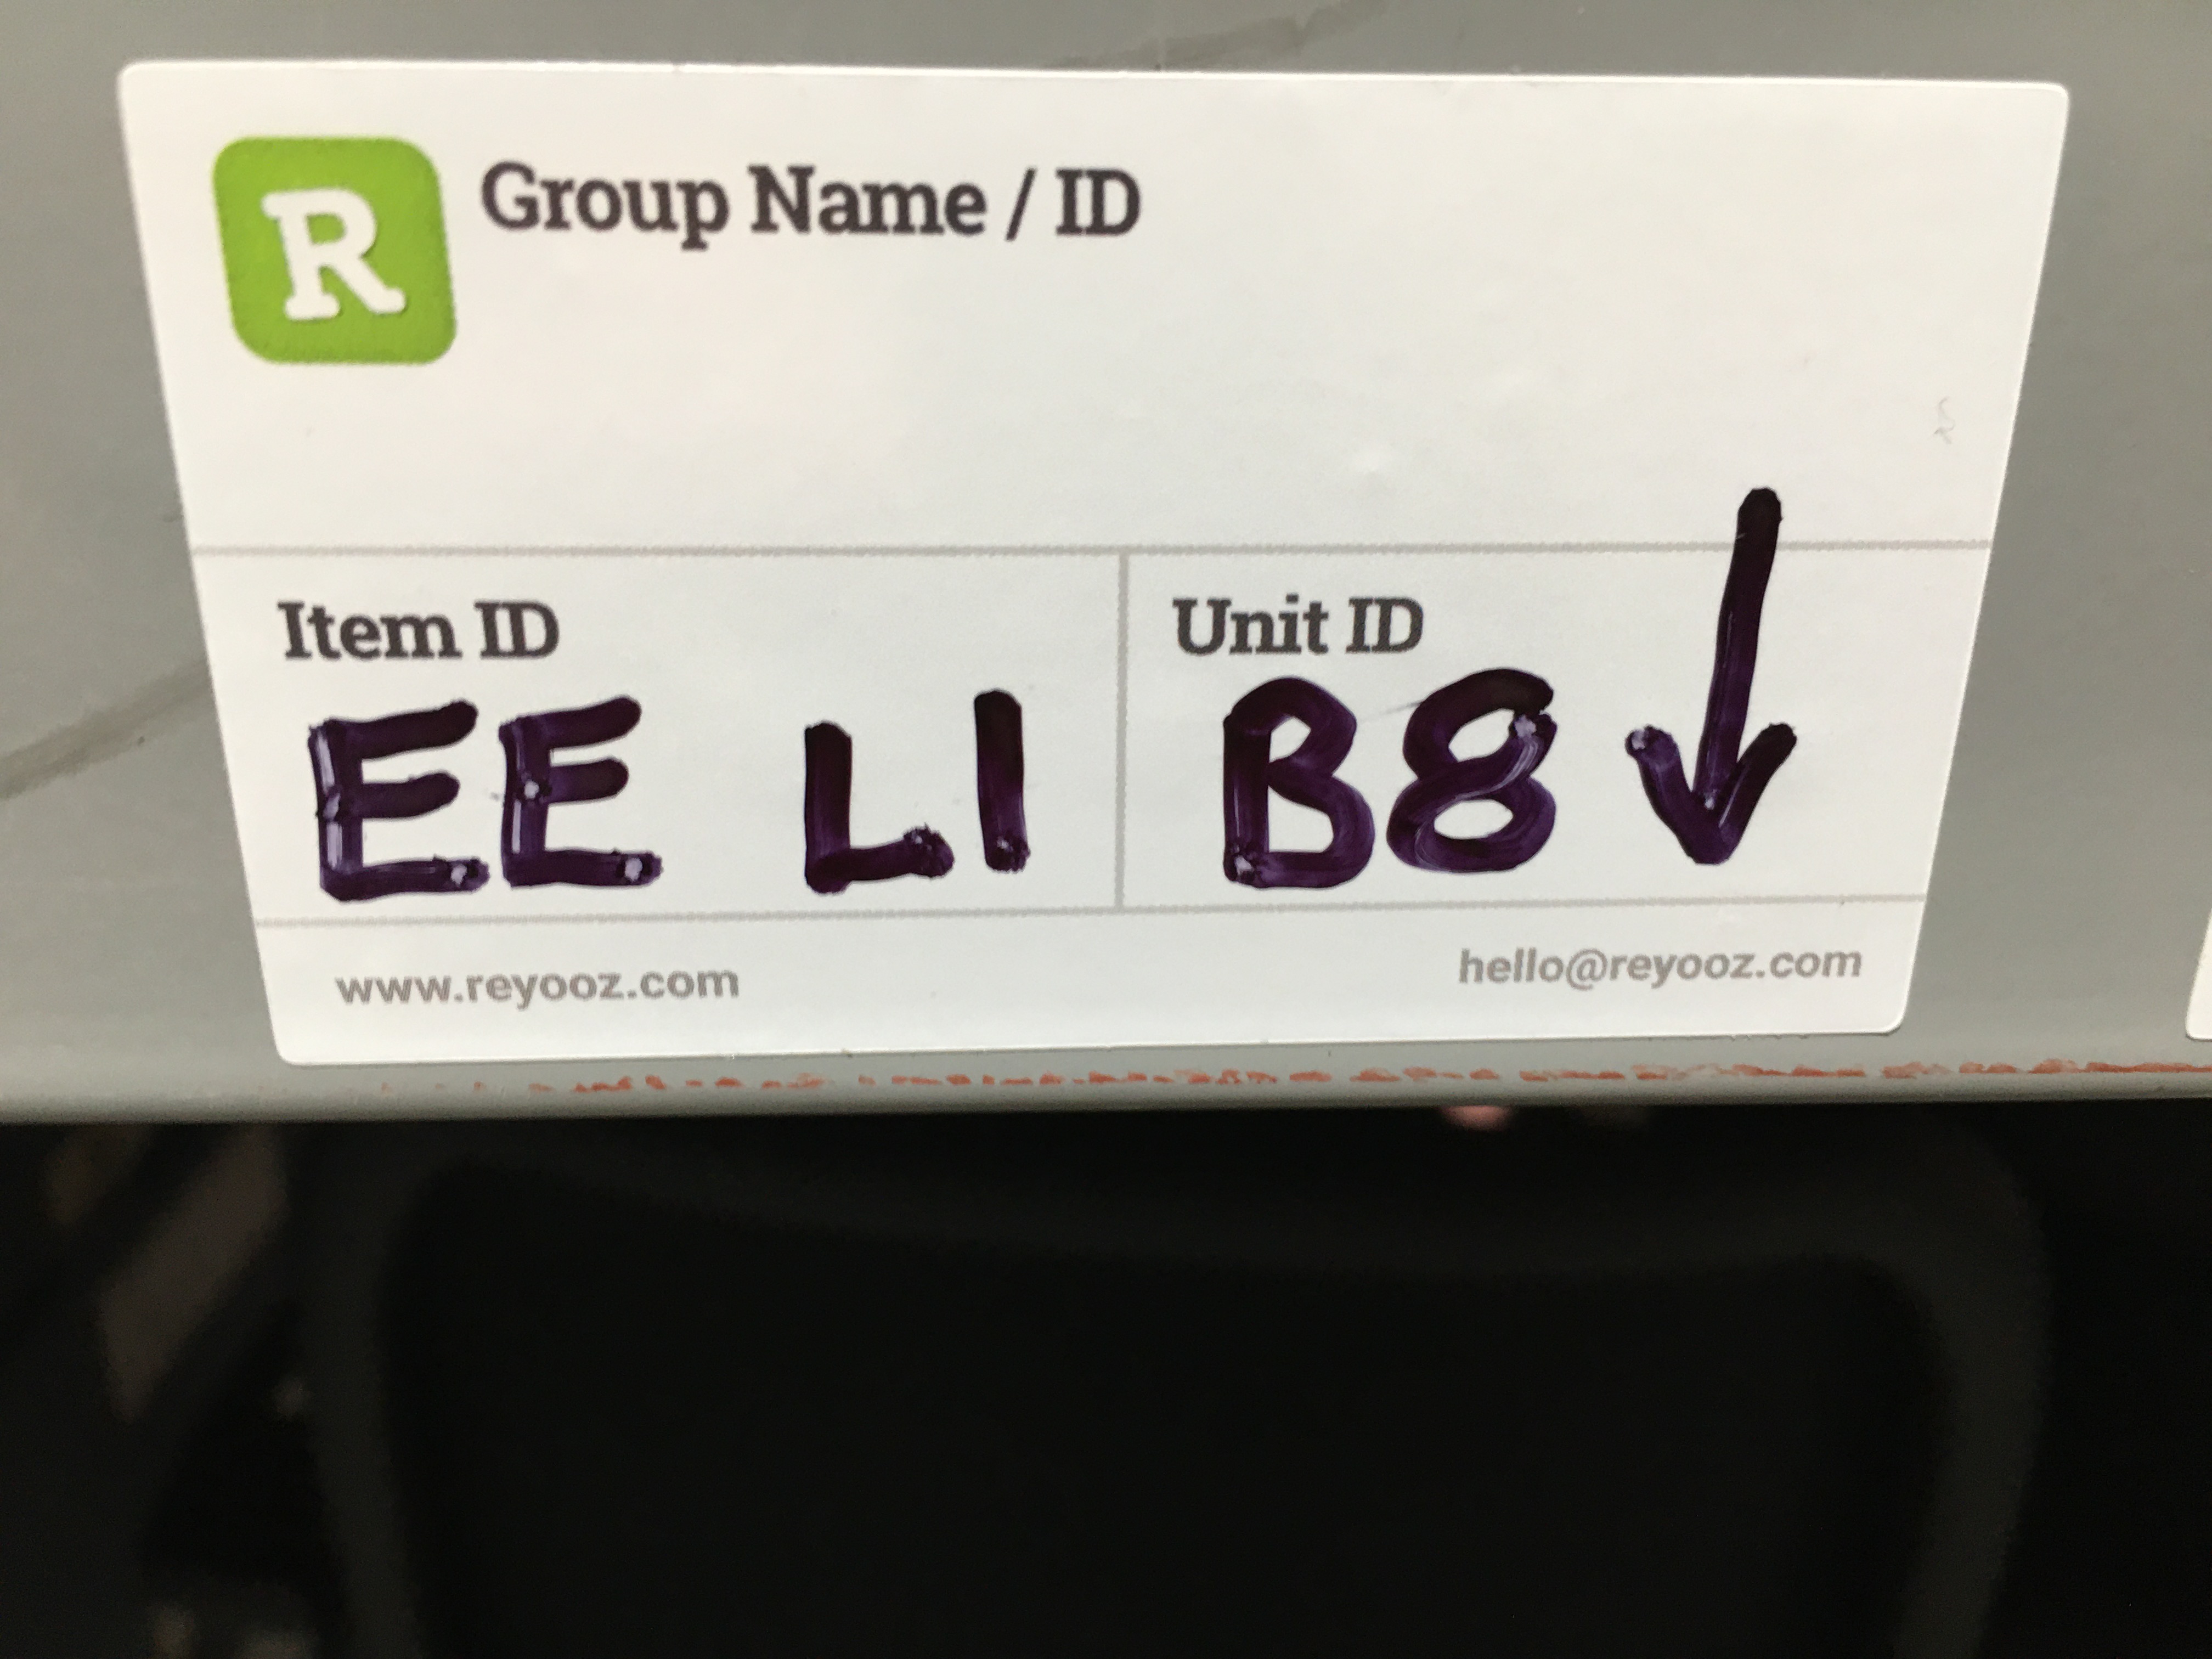 R
Group Name / ID
Item ID
EE L1
Unit ID
B8↓
www.reyooz.com
hello@reyooz.com